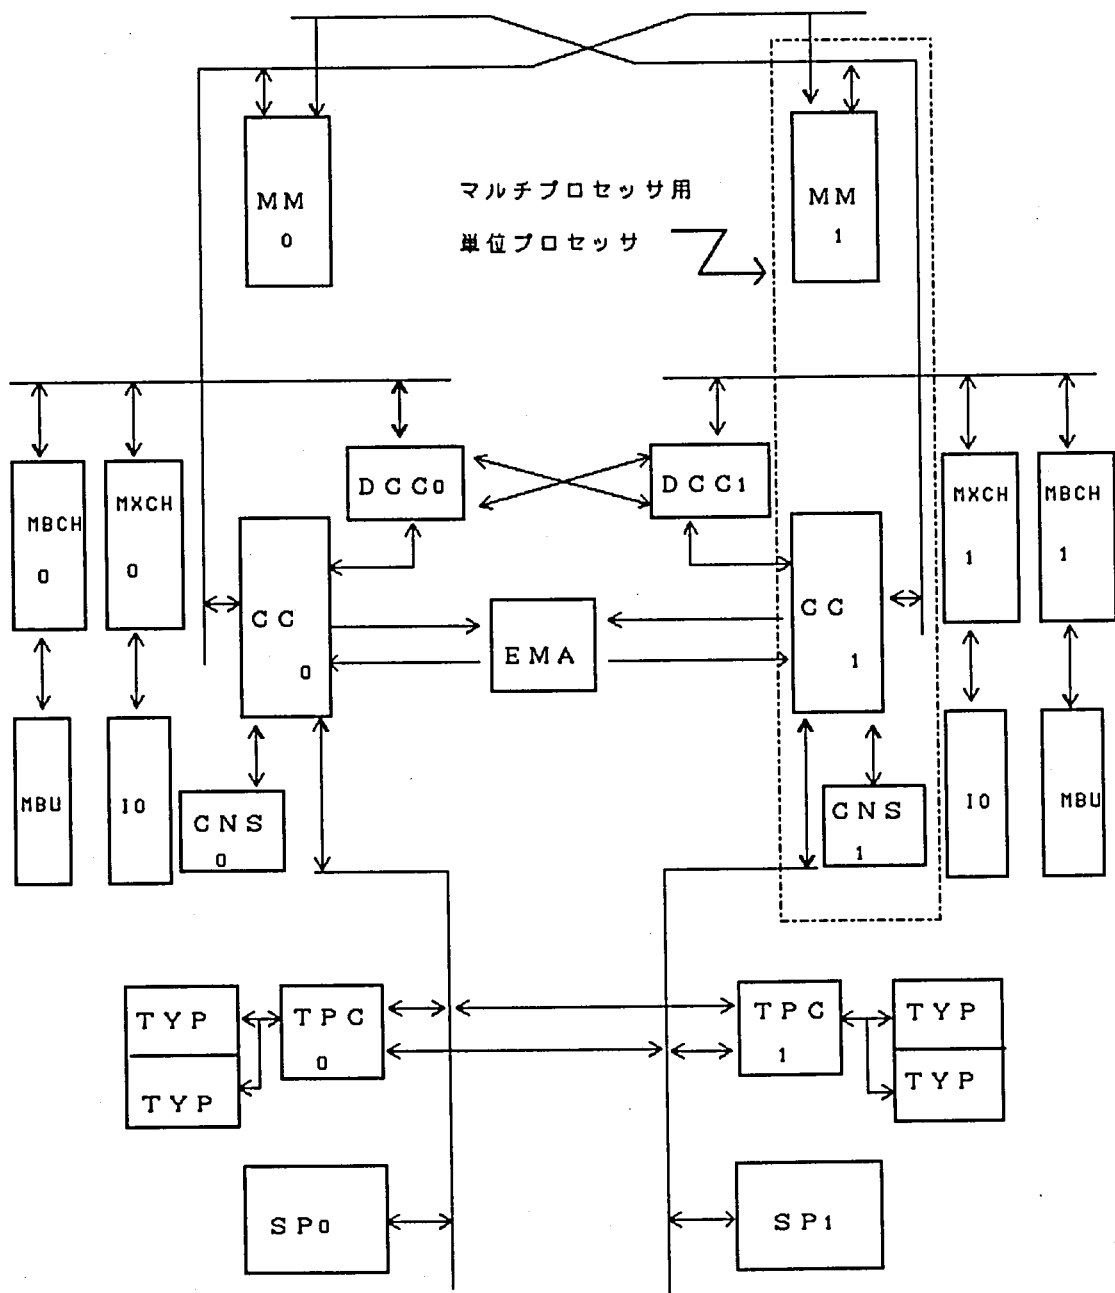 MM
0
マルチプロセッサ用
単位プロセッサ
MM
1
DCC0
DCC1
MBCH
0
MXCH
0
MXCH
1
MBCH
1
CC
0
EMA
CC
1
MBU
IO
CNS
0
CNS
1
IO
MBU
TYP
TYP
TPC
0
TPC
1
TYP
TYP
SP0
SP1